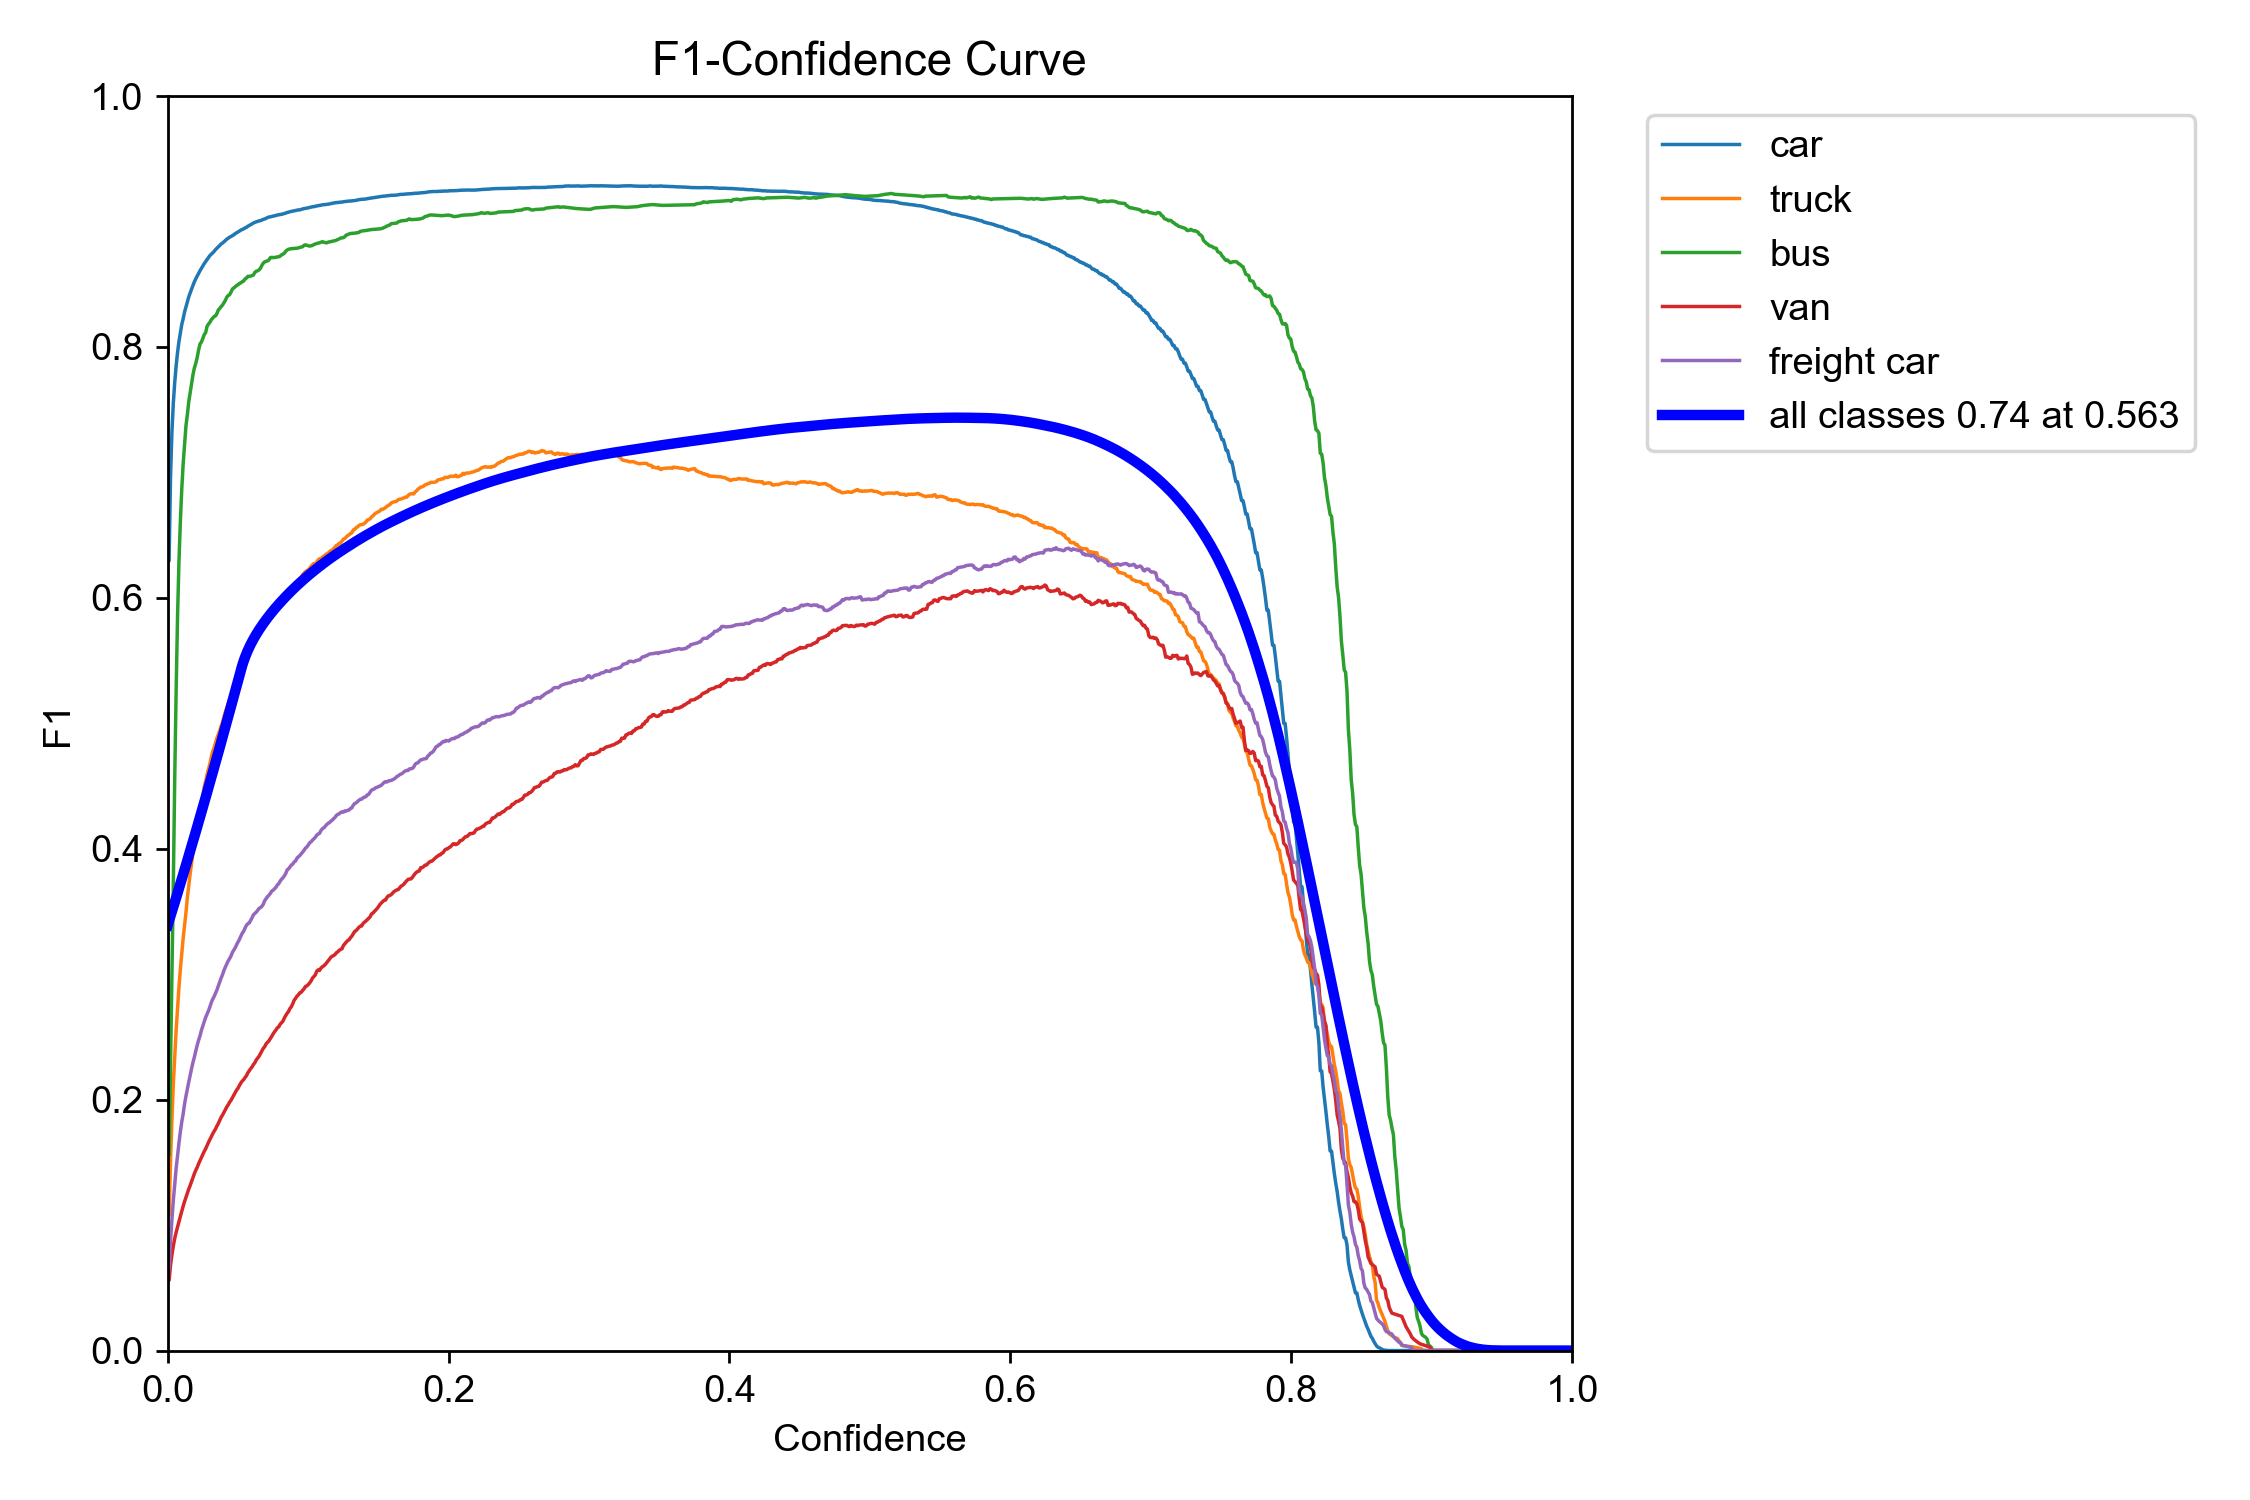 F1-Confidence Curve
1.0
0.8
0.6
0.4
0.2
0.0
F1
0.0 0.2 0.4 0.6 0.8 1.0
Confidence
car
truck
bus
van
freight car
all classes 0.74 at 0.563